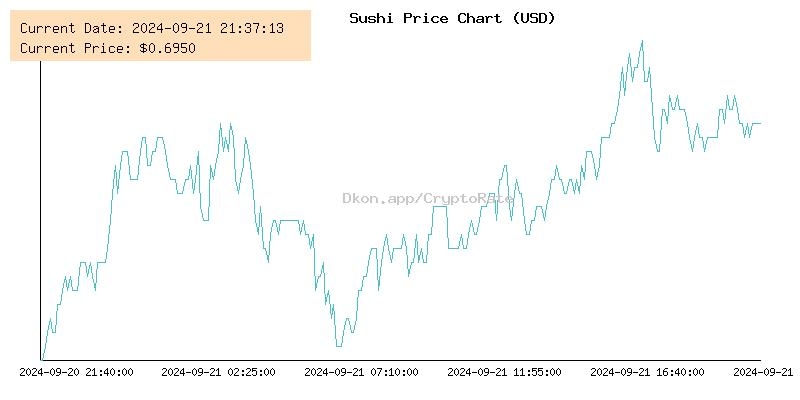 Sushi Price Chart (USD)
Current Date: 2024-09-21 21:37:13
Current Price: $0.6950
Dkon.app/CryptoRate
2024-09-20 21:40:00
2024-09-21 02:25:00
2024-09-21 07:10:00
2024-09-21 11:55:00
2024-09-21 16:40:00
2024-09-21